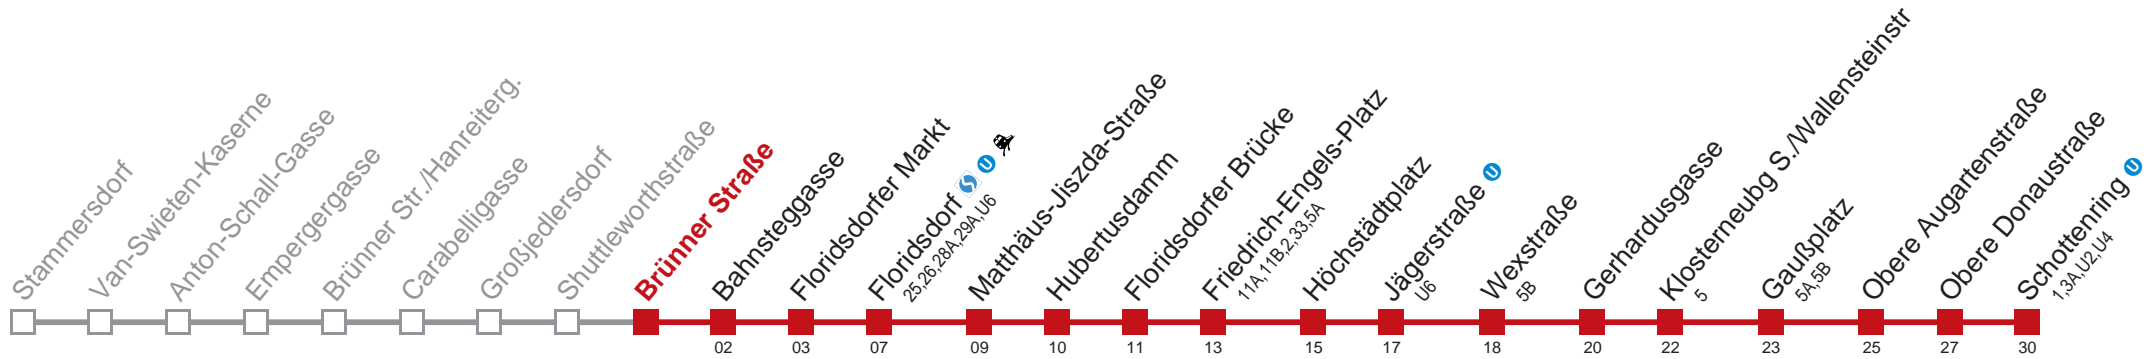 Stammersdorf
Van-Swieten-Kaserne
Anton-Schall-Gasse
Empergergasse
Brünner Str./Hanreiterg.
Carabelligasse
Großjedlersdorf
Shuttleworthstraße
Brünner Straße
Bahnsteggasse
02
Floridsdorfer Markt
03
Floridsdorf U
25,26,28A,29A,U6
07
Matthäus-Jiszda-Straße
09
Hubertusdamm
10
Floridsdorfer Brücke
11
Friedrich-Engels-Platz
11A,11B,2,33,5A
13
Höchstädtplatz
15
Jägerstraße U
U6
17
Wexstraße
5B
18
Gerhardusgasse
20
Klosterneubg S./Wallensteinstr
5
22
Gaußplatz
5A,5B
23
Obere Augartenstraße
25
Obere Donaustraße
27
Schottenring U
1,3A,U2,U4
30